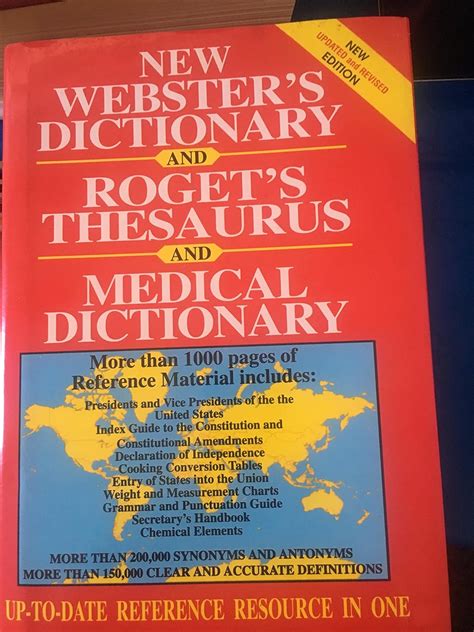 NEW
UPDATED and REVISED
EDITION
NEW
WEBSTER'S
DICTIONARY
AND
ROGET'S
THESAURUS
AND
MEDICAL
DICTIONARY
More than 1000 pages of
Reference Material includes:
Presidents and Vice Presidents of the the
United States
Index Guide to the Constitution and
Constitutional Amendments
Declaration of Independence
Cooking Conversion Tables
Entry of States into the Union
Weight and Measurement Charts
Grammar and Punctuation Guide
Secretary's Handbook
Chemical Elements
MORE THAN 200,000 SYNONYMS AND ANTONYMS
MORE THAN 150,000 CLEAR AND ACCURATE DEFINITIONS
UP-TO-DATE REFERENCE RESOURCE IN ONE